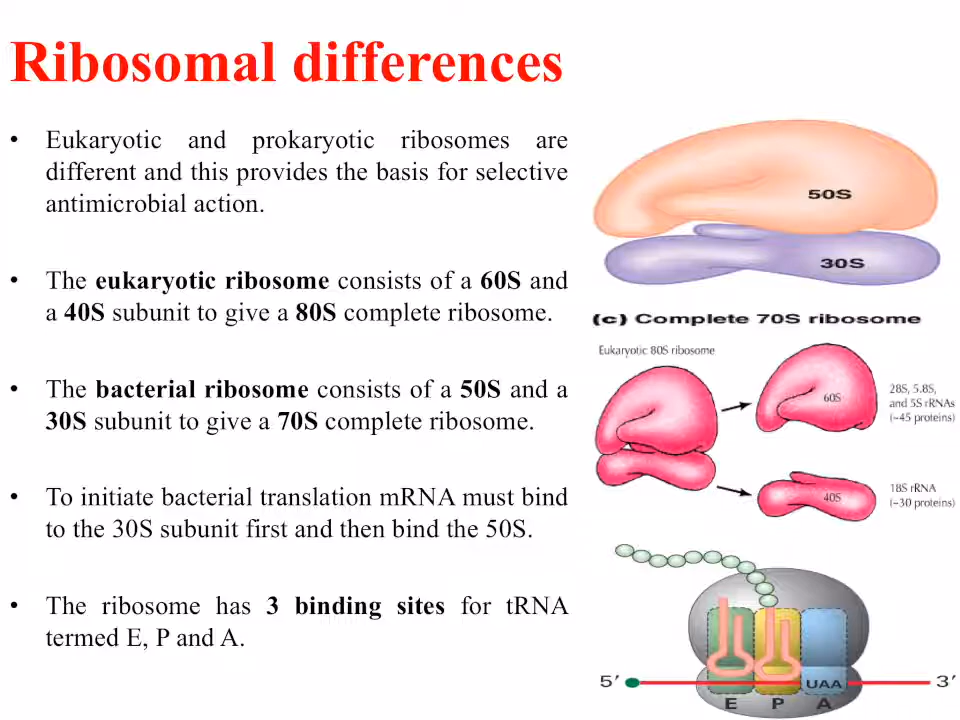 Ribosomal differences
• Eukaryotic and prokaryotic ribosomes are
different and this provides the basis for selective
antimicrobial action.
• The eukaryotic ribosome consists of a 60S and
a 40S subunit to give a 80S complete ribosome.
• The bacterial ribosome consists of a 50S and a
30S subunit to give a 70S complete ribosome.
• To initiate bacterial translation mRNA must bind
to the 30S subunit first and then bind the 50S.
• The ribosome has 3 binding sites for tRNA
termed E, P and A.
50S
30S
(c) Complete 70S ribosome
Eukaryotic 80S ribosome
60S
28S, 5.8S,
and 5S rRNAs
(~45 proteins)
40S
18S rRNA
(~30 proteins)
5′
UAA
3′
E P A